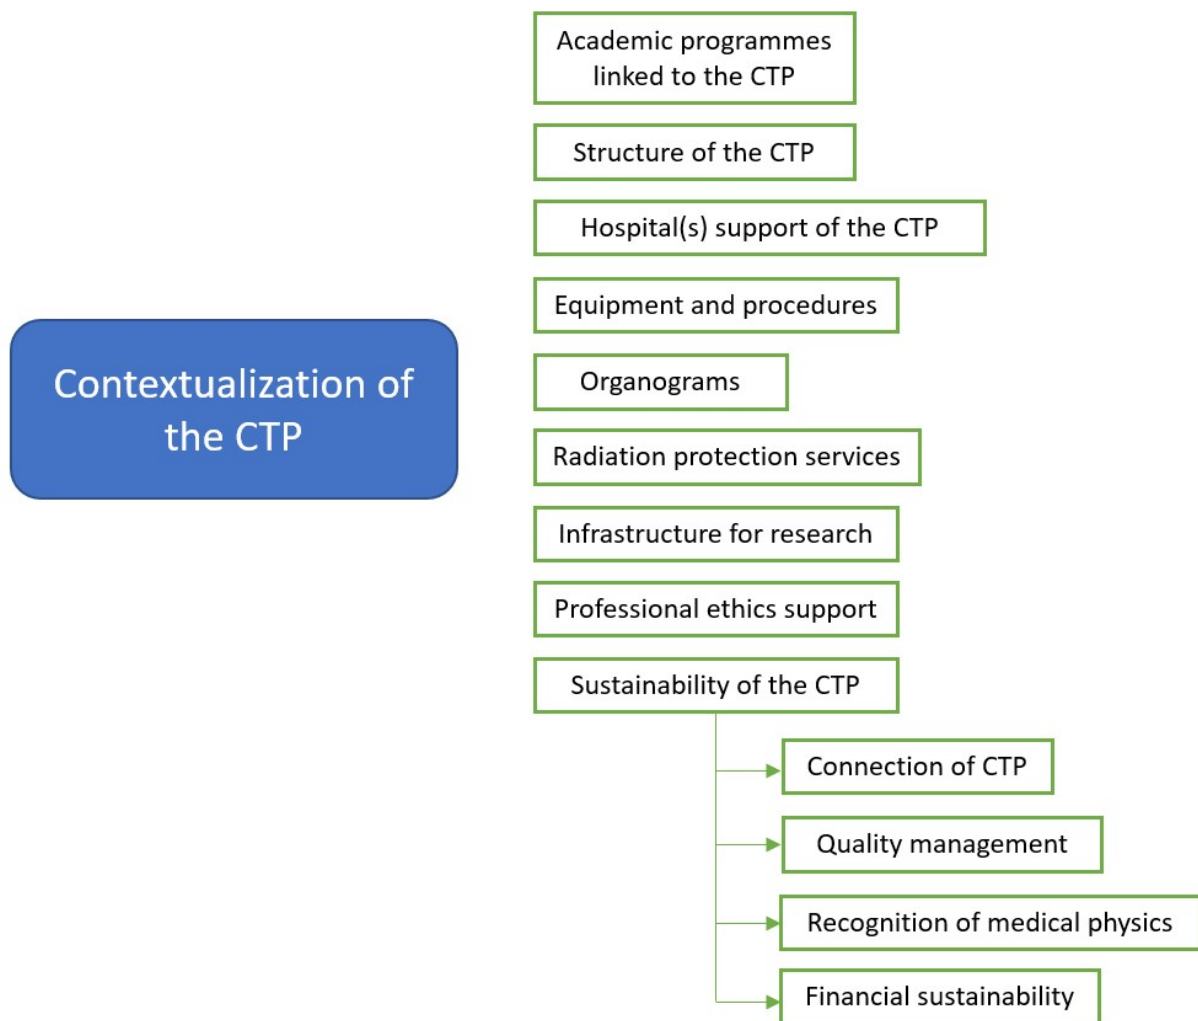 Academic programmes
linked to the CTP
Structure of the CTP
Hospital(s) support of the CTP
Equipment and procedures
Contextualization of
the CTP
Organograms
Radiation protection services
Infrastructure for research
Professional ethics support
Sustainability of the CTP
Connection of CTP
Quality management
Recognition of medical physics
Financial sustainability